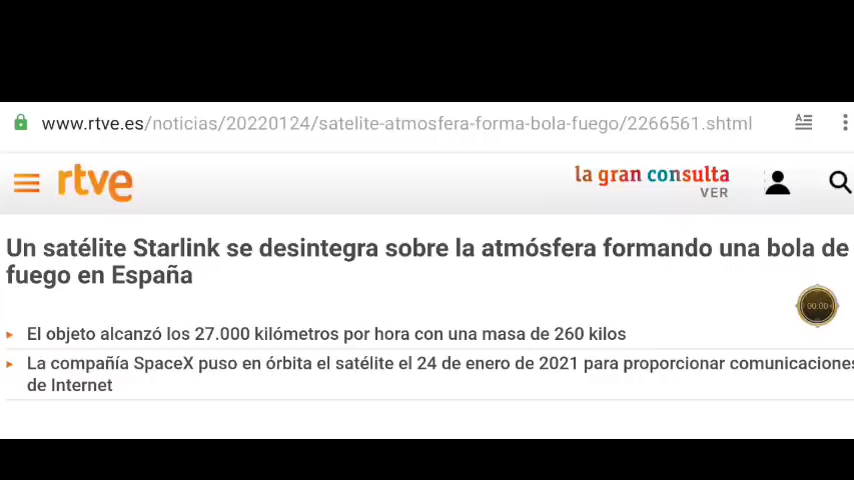 www.rtve.es/noticias/20220124/satelite-atmosfera-forma-bola-fuego/2266561.shtml
rtve
la gran consulta
VER
Un satélite Starlink se desintegra sobre la atmósfera formando una bola de
fuego en España
00:00
El objeto alcanzó los 27.000 kilómetros por hora con una masa de 260 kilos
La compañía SpaceX puso en órbita el satélite el 24 de enero de 2021 para proporcionar comunicaciones
de Internet